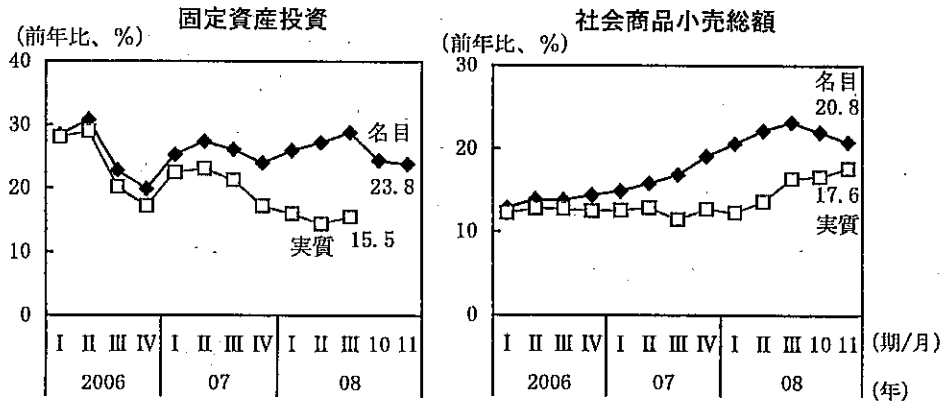 固定資産投資
(前年比、%)
40
30
20
10
0
名目
23.8
実質
15.5
I II III IV I II III IV I II III 10 11
2006 07 08
社会商品小売総額
(前年比、%)
30
20
10
0
名目
20.8
17.6
実質
I II III IV I II III IV I II III 10 11 (期/月)
2006 07 08
(年)